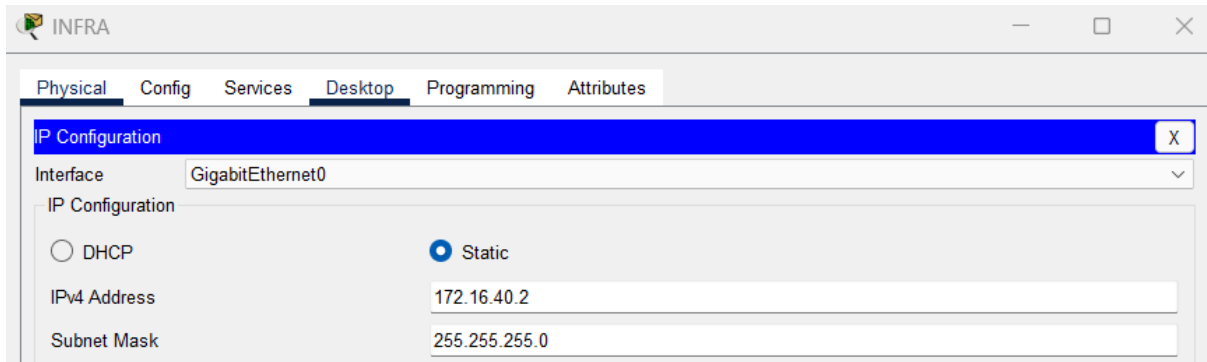 INFRA
Physical Config Services Desktop Programming Attributes
IP Configuration X
Interface GigabitEthernet0
IP Configuration
DHCP Static
IPv4 Address 172.16.40.2
Subnet Mask 255.255.255.0